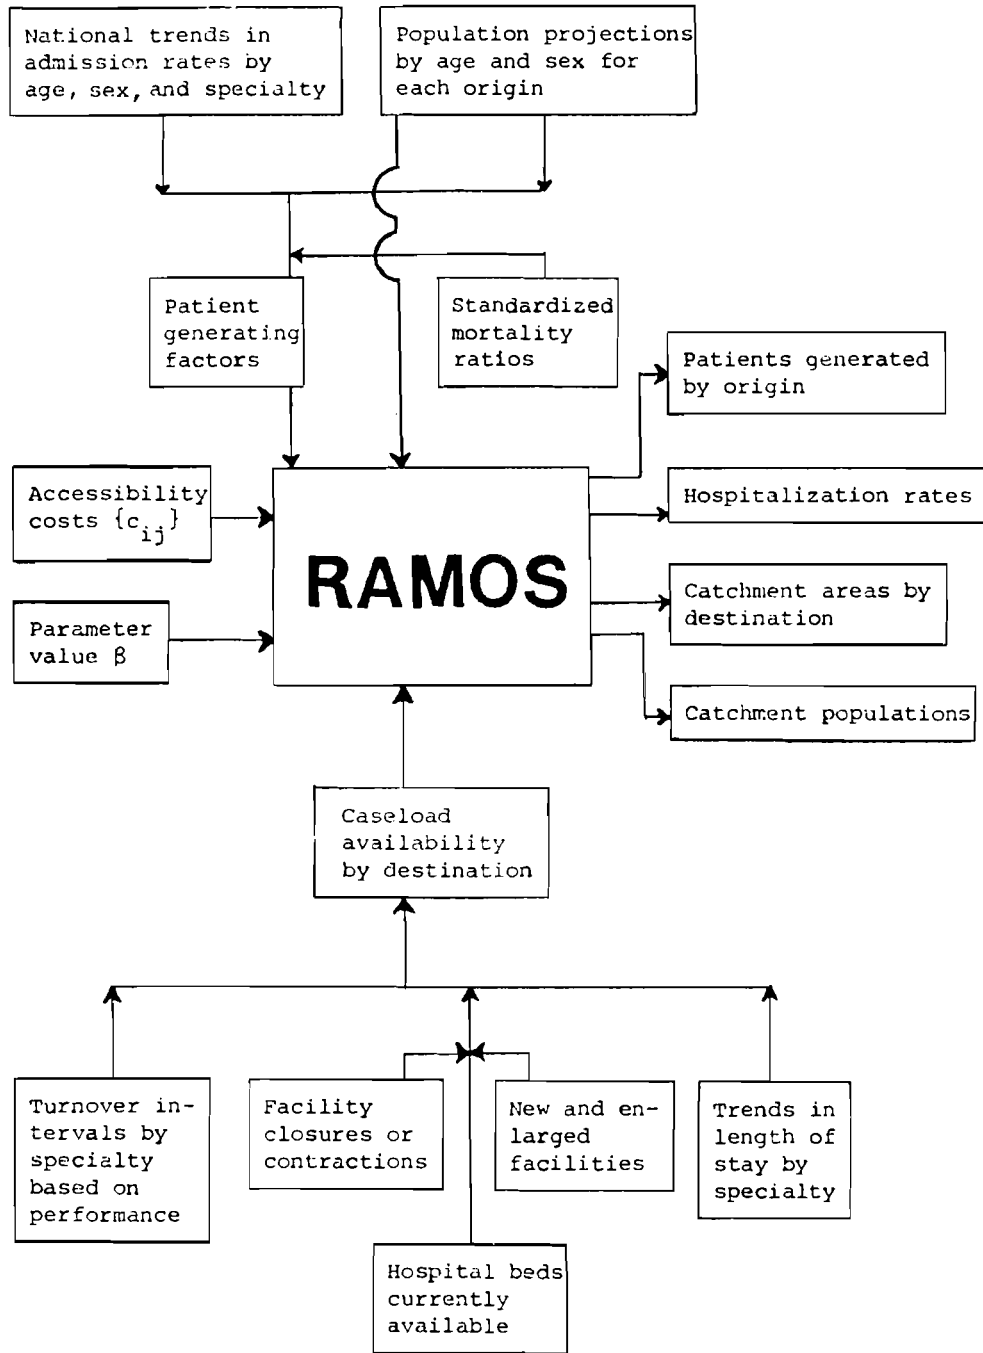 National trends in
admission rates by
age, sex, and specialty
Population projections
by age and sex for
each origin
Patient
generating
factors
Standardized
mortality
ratios
Patients generated
by origin
Accessibility
costs {c_ij}
Hospitalization rates
RAMOS
Catchment areas by
destination
Parameter
value β
Catchment populations
Caseload
availability
by destination
Turnover in-
tervals by
specialty
based on
performance
Facility
closures or
contractions
New and en-
larged
facilities
Trends in
length of
stay by
specialty
Hospital beds
currently
available